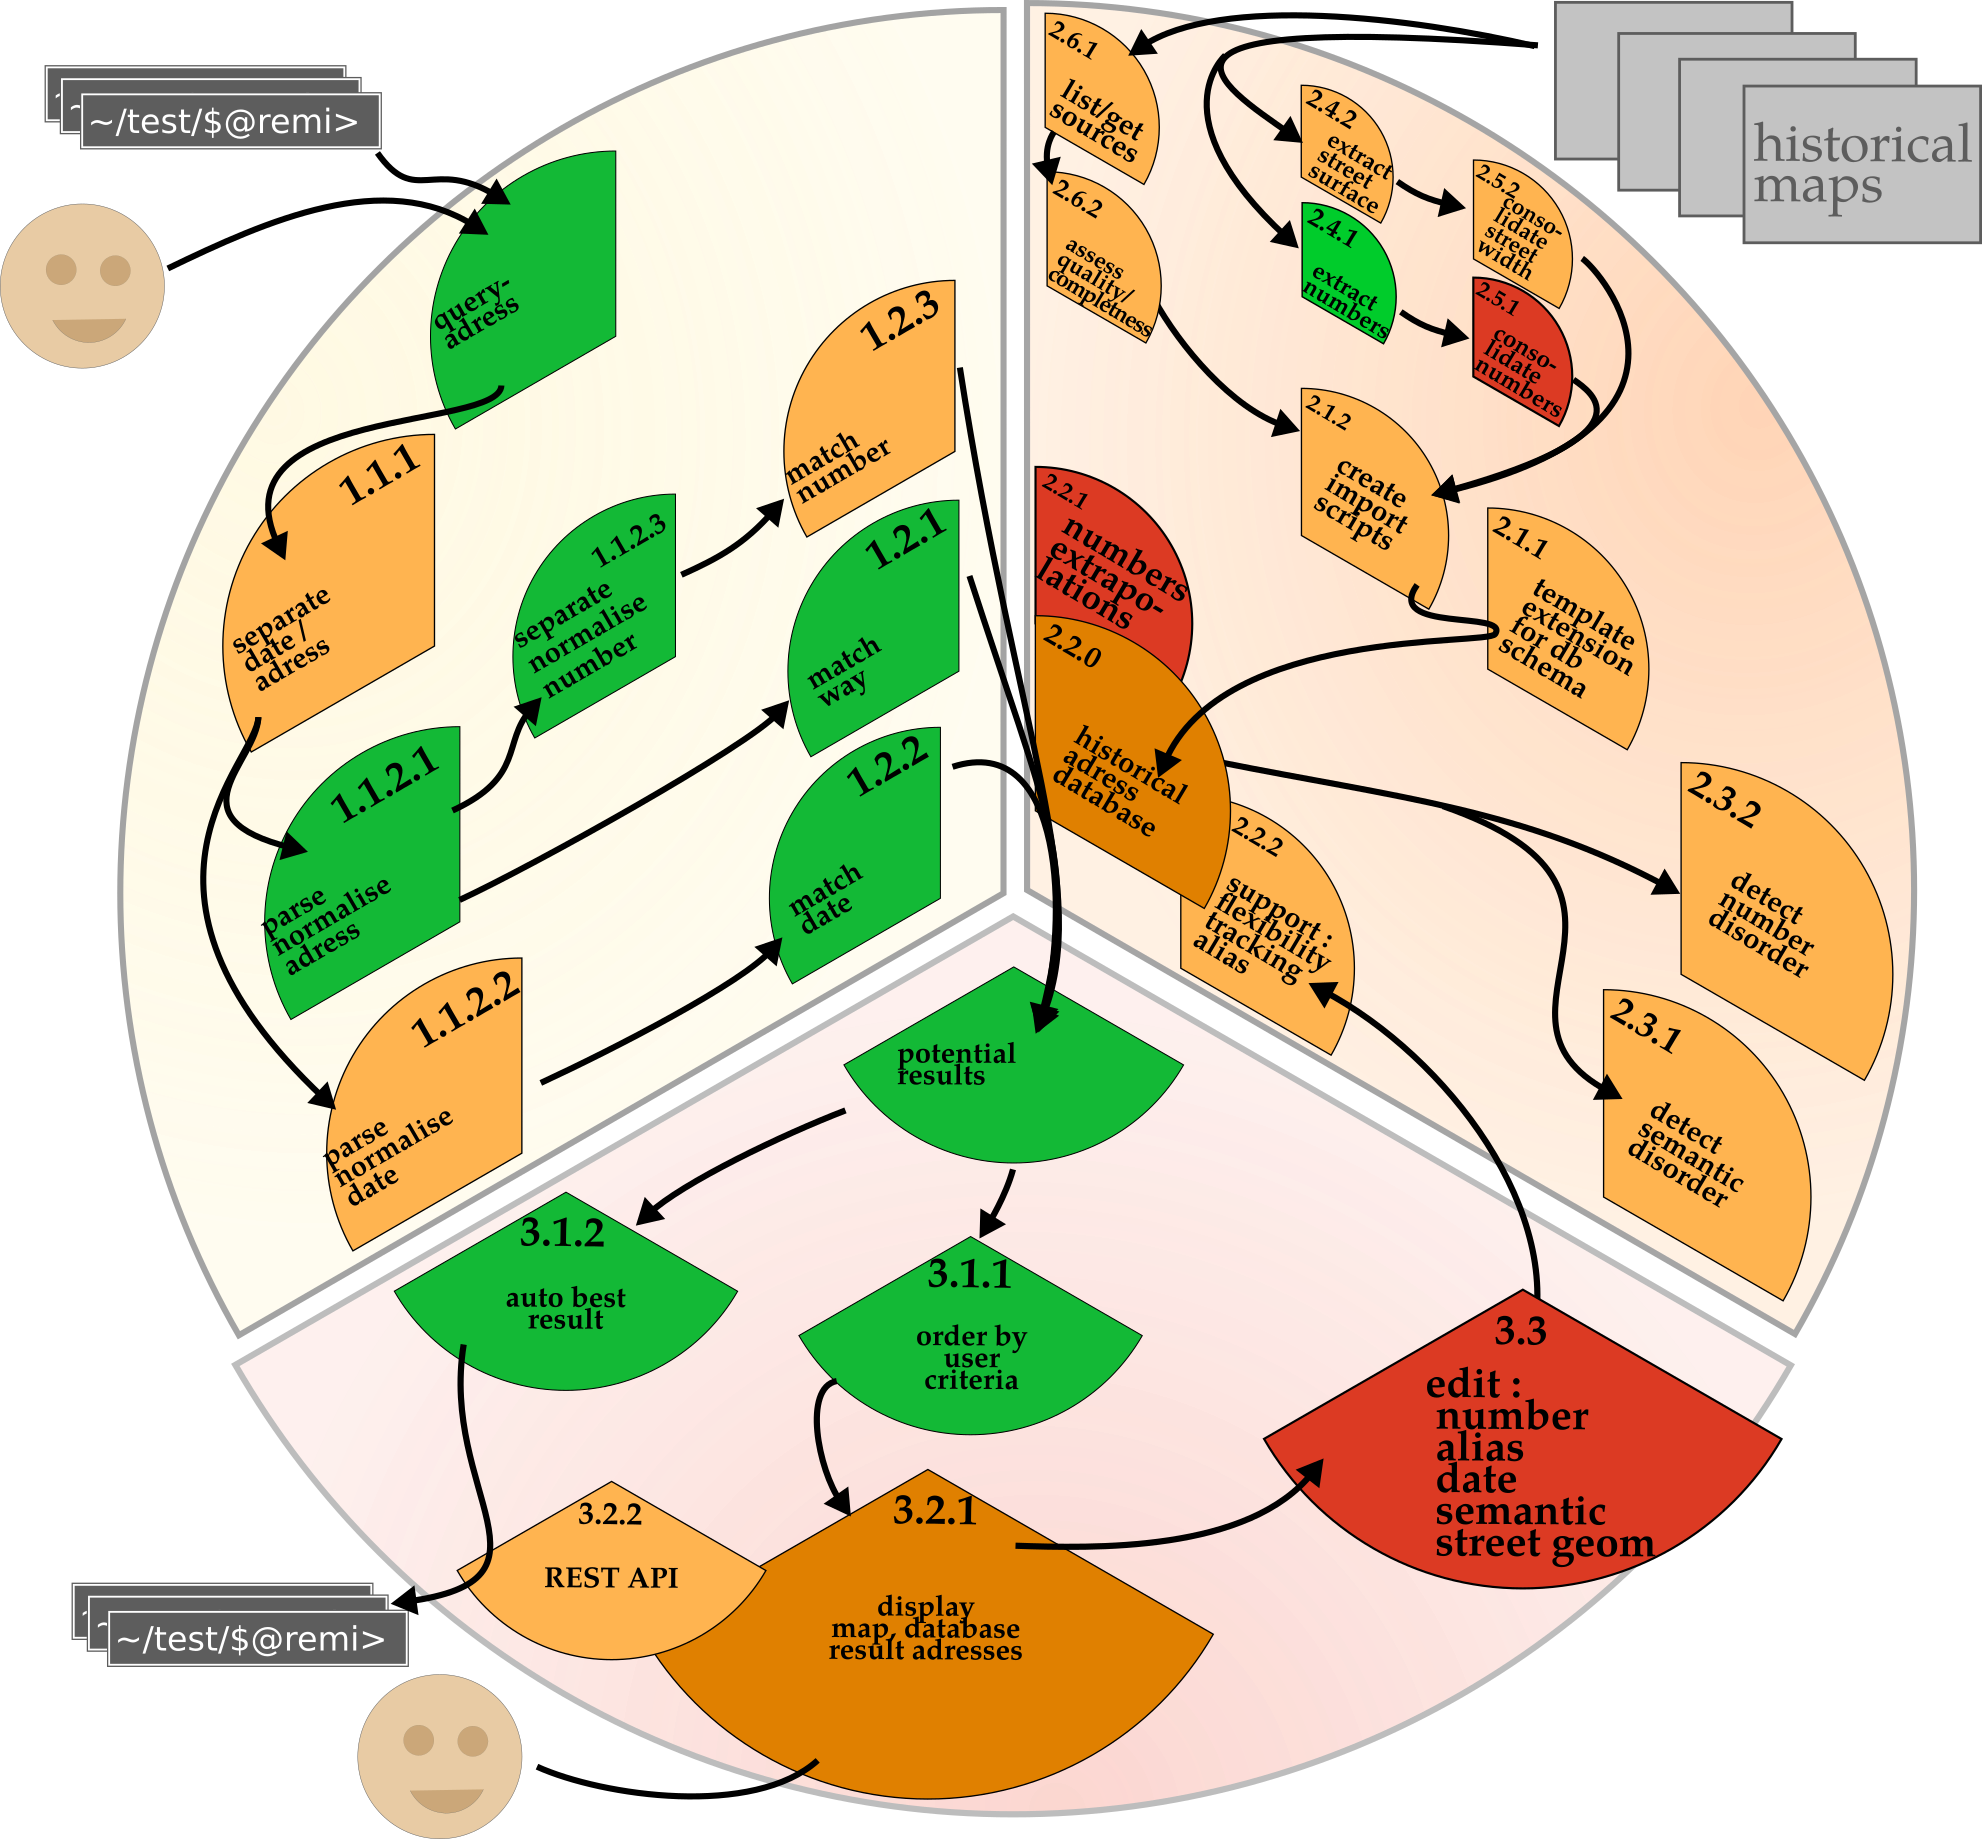 ~
~
~/test/$@remi>
query-
adress
1.1.1
separate
date /
adress
1.1.2.1
parse
normalise
adress
1.1.2.2
parse
normalise
date
1.1.2.3
separate
normalise
number
1.2.3
match
number
1.2.1
match
way
1.2.2
match
date
2.6.1
list/get
sources
2.6.2
assess
quality/
completness
2.4.2
extract
street
surface
2.4.1
extract
numbers
2.5.2
conso-
lidate
street
width
2.5.1
conso-
lidate
numbers
historical
maps
2.1.2
create
import
scripts
2.1.1
template
extension
for db
schema
2.2.1
numbers
extrapo-
lations
2.2.0
historical
adress
database
2.2.2
support :
flexibility
tracking
alias
2.3.2
detect
number
disorder
2.3.1
detect
semantic
disorder
potential
results
3.1.2
auto best
result
3.1.1
order by
user
criteria
3.3
edit :
number
alias
date
semantic
street geom
3.2.2
REST API
3.2.1
display
map, database
result adresses
~
~
~/test/$@remi>